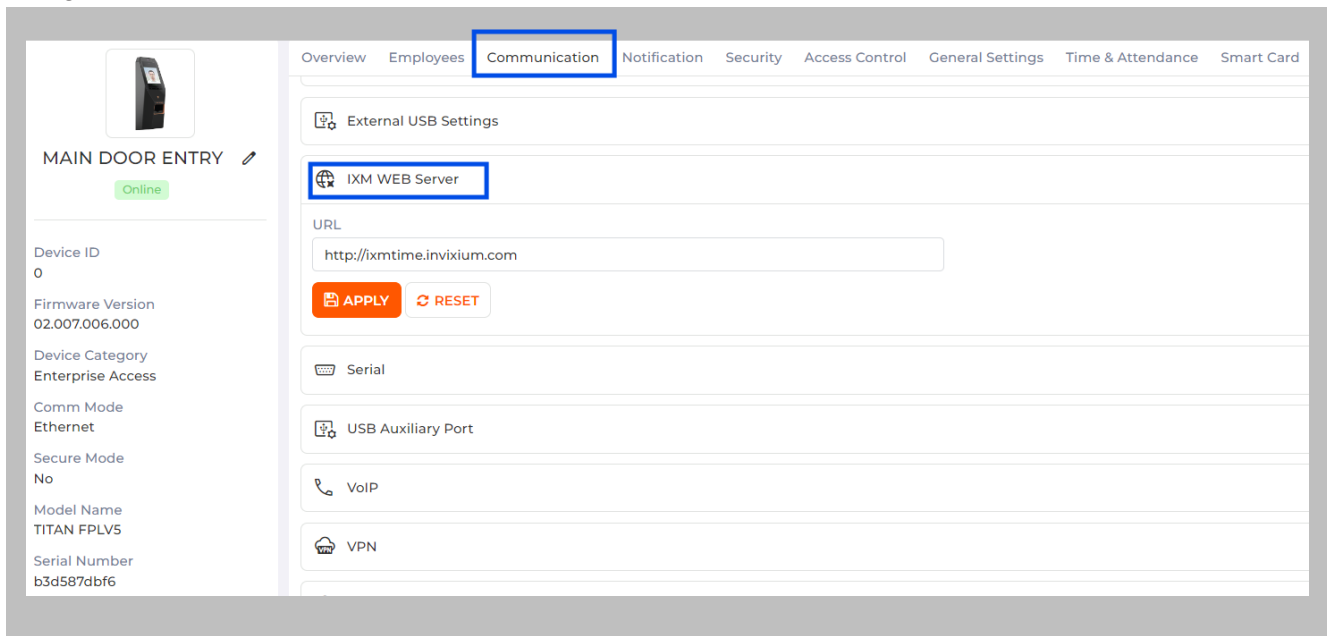 Overview Employees Communication Notification Security Access Control General Settings Time & Attendance Smart Card
MAIN DOOR ENTRY
Online
Device ID
0
Firmware Version
02.007.006.000
Device Category
Enterprise Access
Comm Mode
Ethernet
Secure Mode
No
Model Name
TITAN FPLV5
Serial Number
b3d587dbf6
External USB Settings
IXM WEB Server
URL
http://ixmtime.invixium.com
APPLY RESET
Serial
USB Auxiliary Port
VoIP
VPN